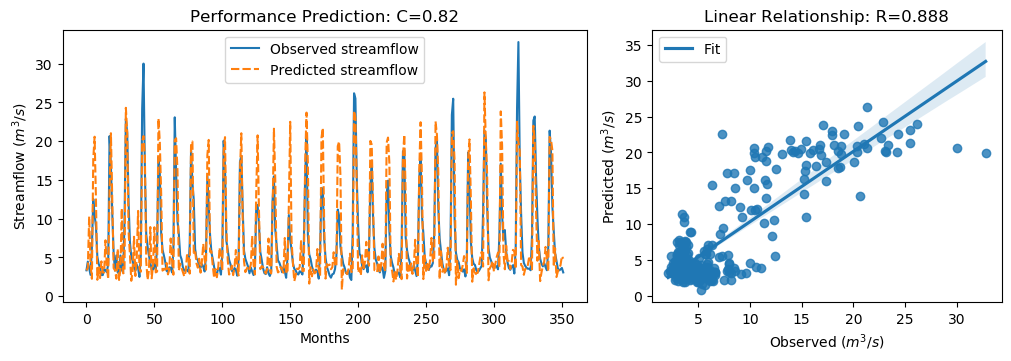 Performance Prediction: C=0.82
Observed streamflow
Predicted streamflow
Streamflow (m³/s)
30
25
20
15
10
5
0
0 50 100 150 200 250 300 350
Months
Linear Relationship: R=0.888
Fit
Predicted (m³/s)
35
30
25
20
15
10
5
0
5 10 15 20 25 30
Observed (m³/s)